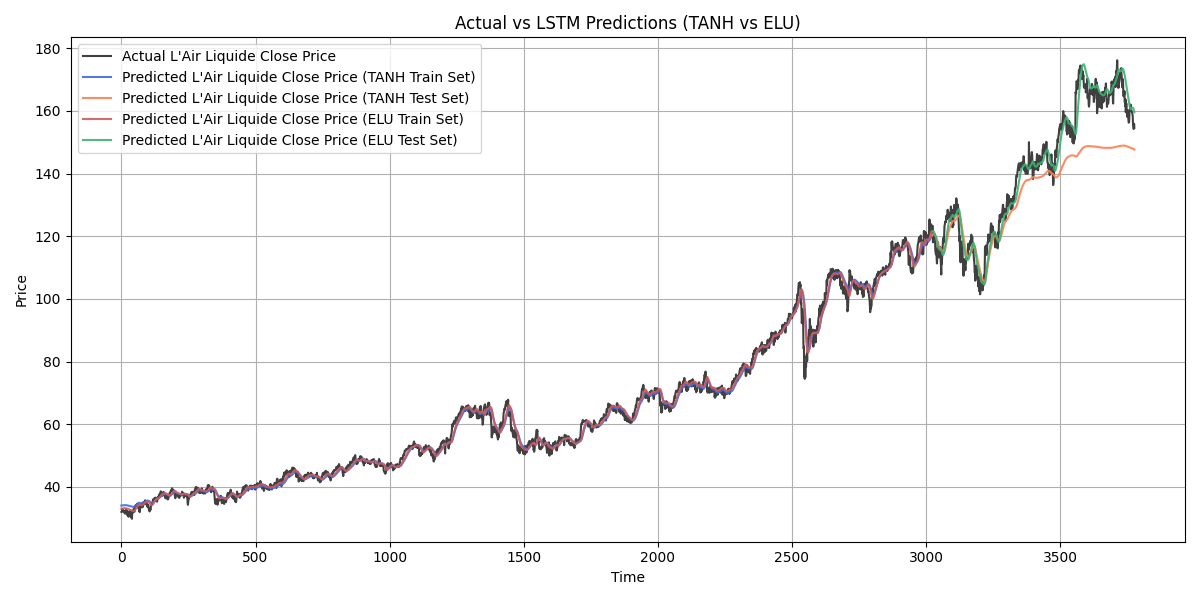 Actual vs LSTM Predictions (TANH vs ELU)
Actual L'Air Liquide Close Price
Predicted L'Air Liquide Close Price (TANH Train Set)
Predicted L'Air Liquide Close Price (TANH Test Set)
Predicted L'Air Liquide Close Price (ELU Train Set)
Predicted L'Air Liquide Close Price (ELU Test Set)
Price
180
160
140
120
100
80
60
40
0 500 1000 1500 2000 2500 3000 3500
Time